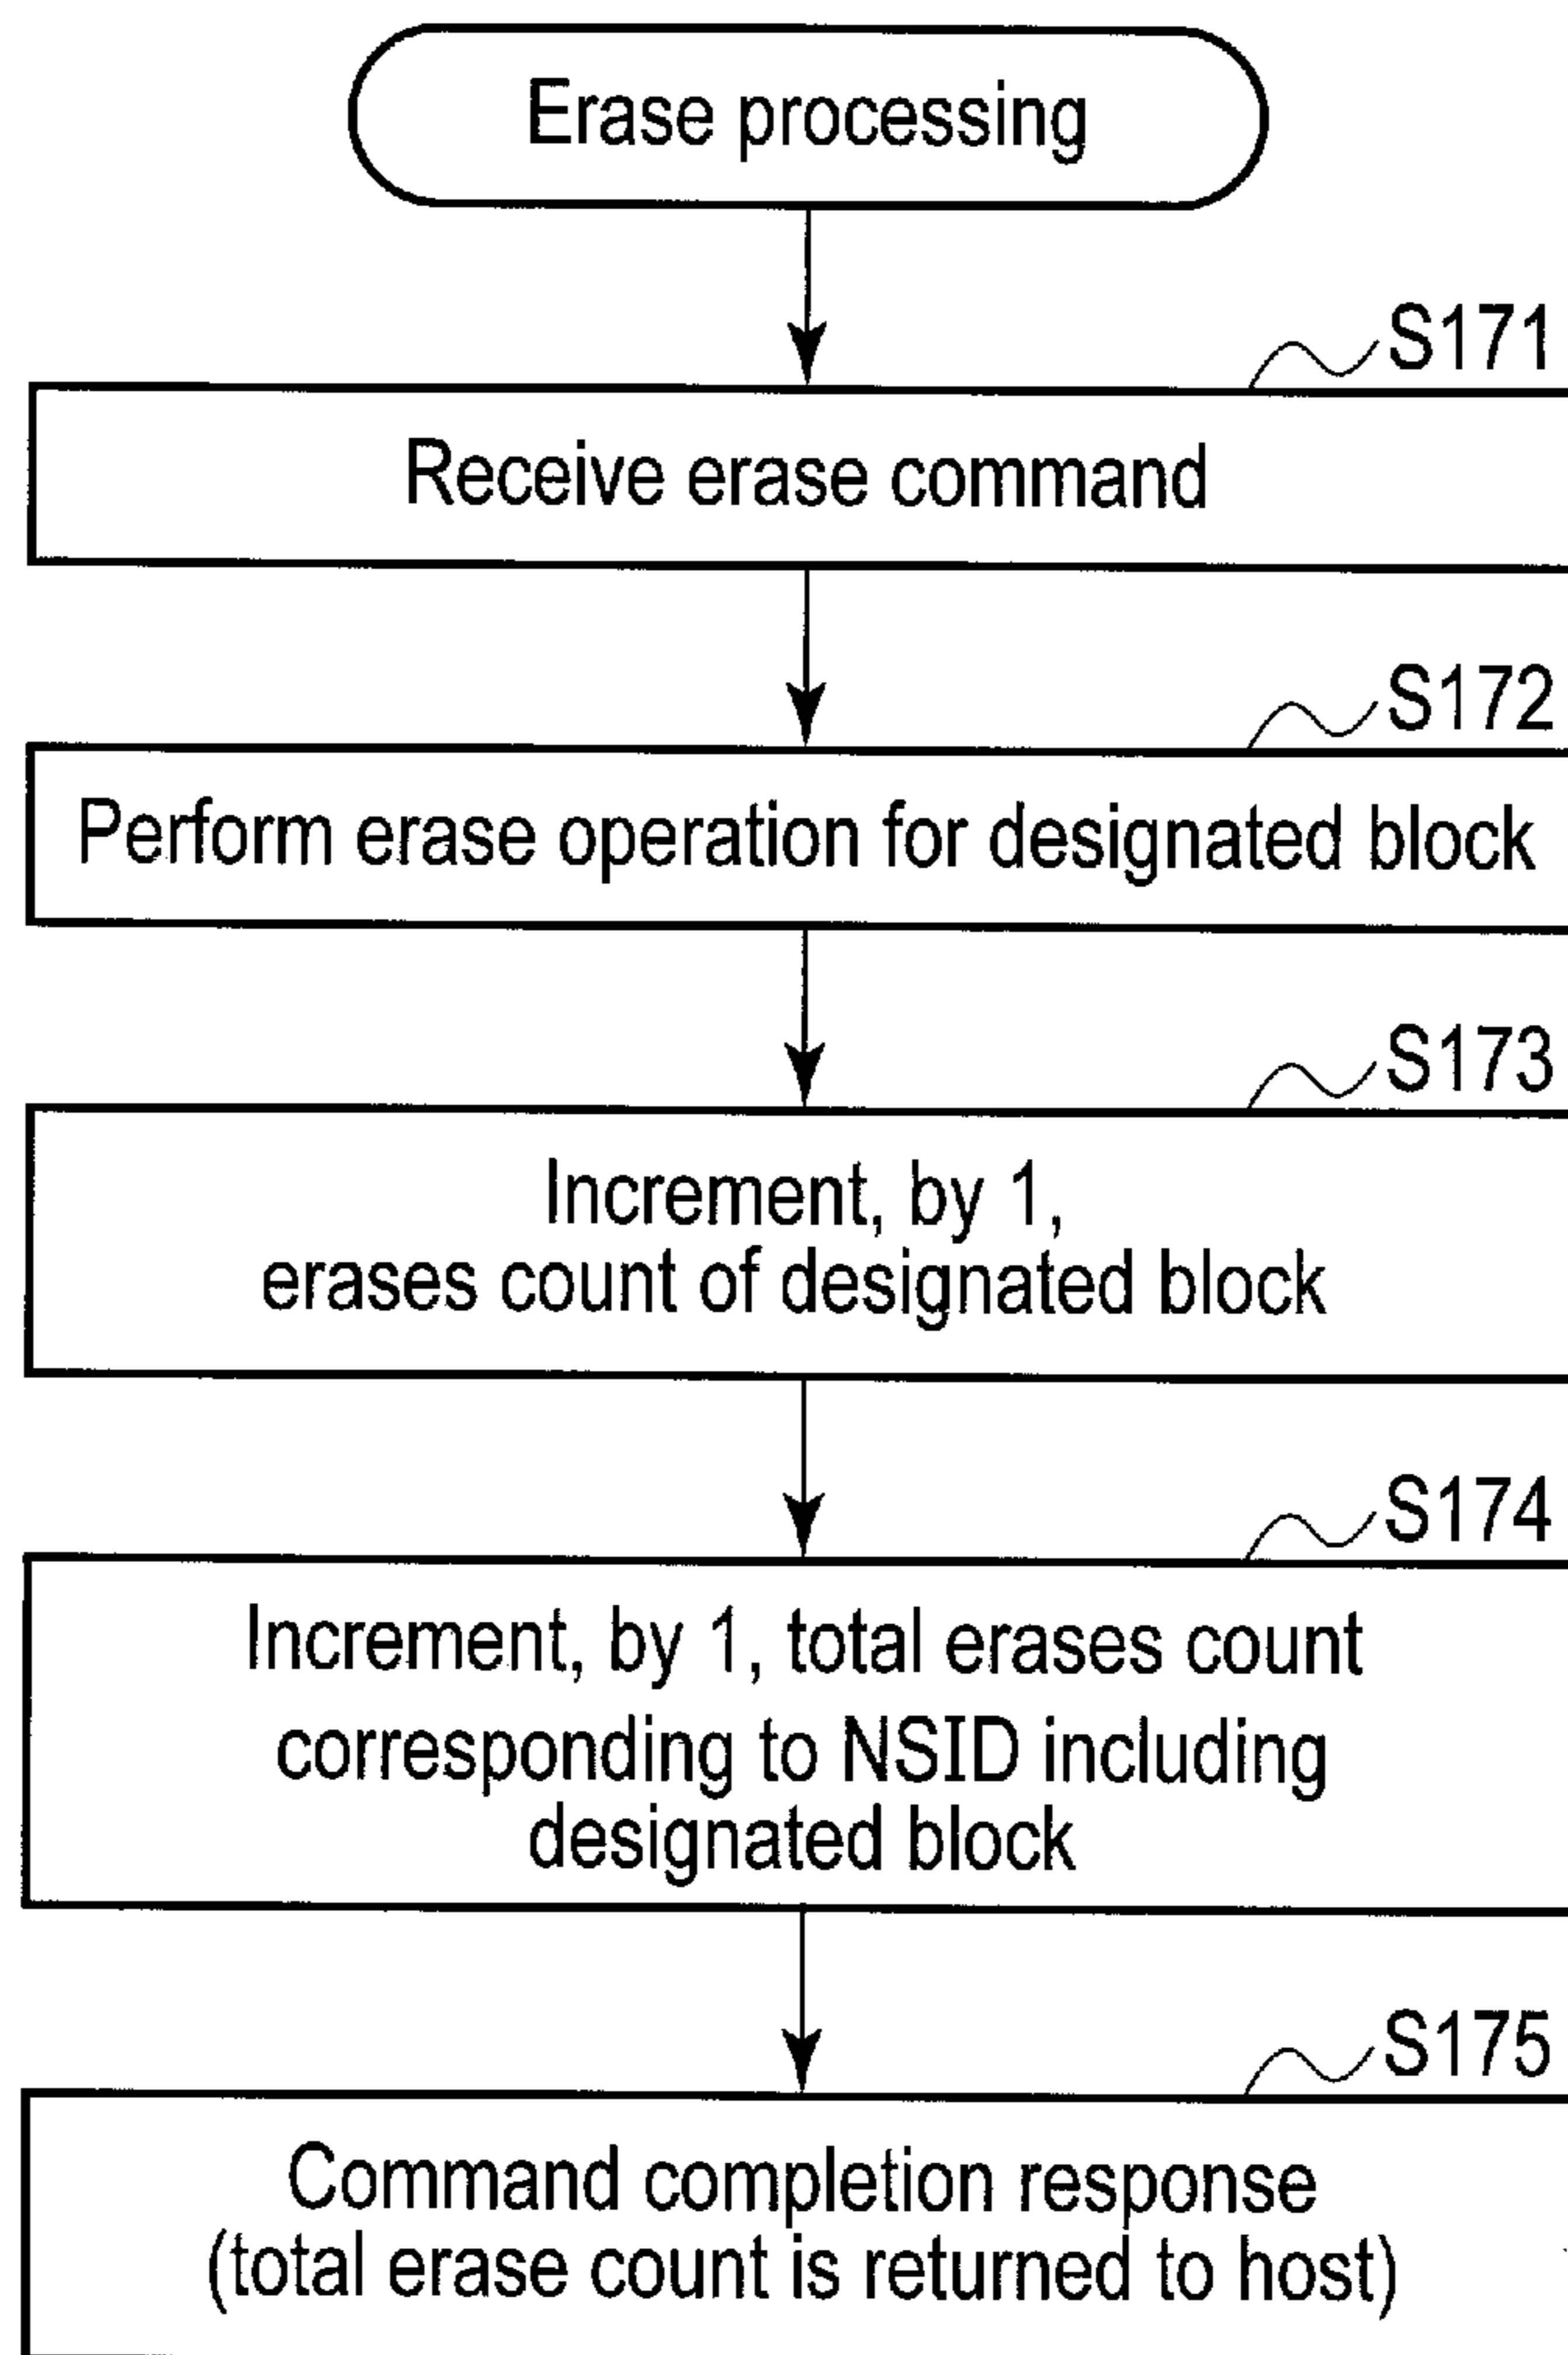 Erase processing
S171
Receive erase command
S172
Perform erase operation for designated block
S173
Increment, by 1,
erases count of designated block
S174
Increment, by 1, total erases count
corresponding to NSID including
designated block
S175
Command completion response
(total erase count is returned to host)